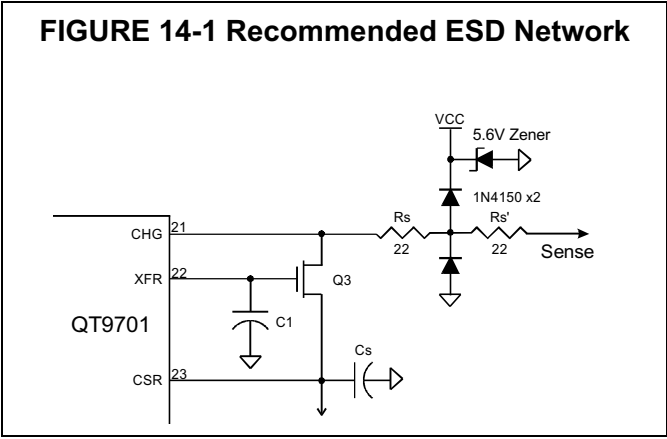 FIGURE 14-1 Recommended ESD Network
VCC
5.6V Zener
1N4150 x2
CHG
21
Rs
22
Rs'
22
Sense
XFR
22
Q3
C1
QT9701
Cs
CSR
23